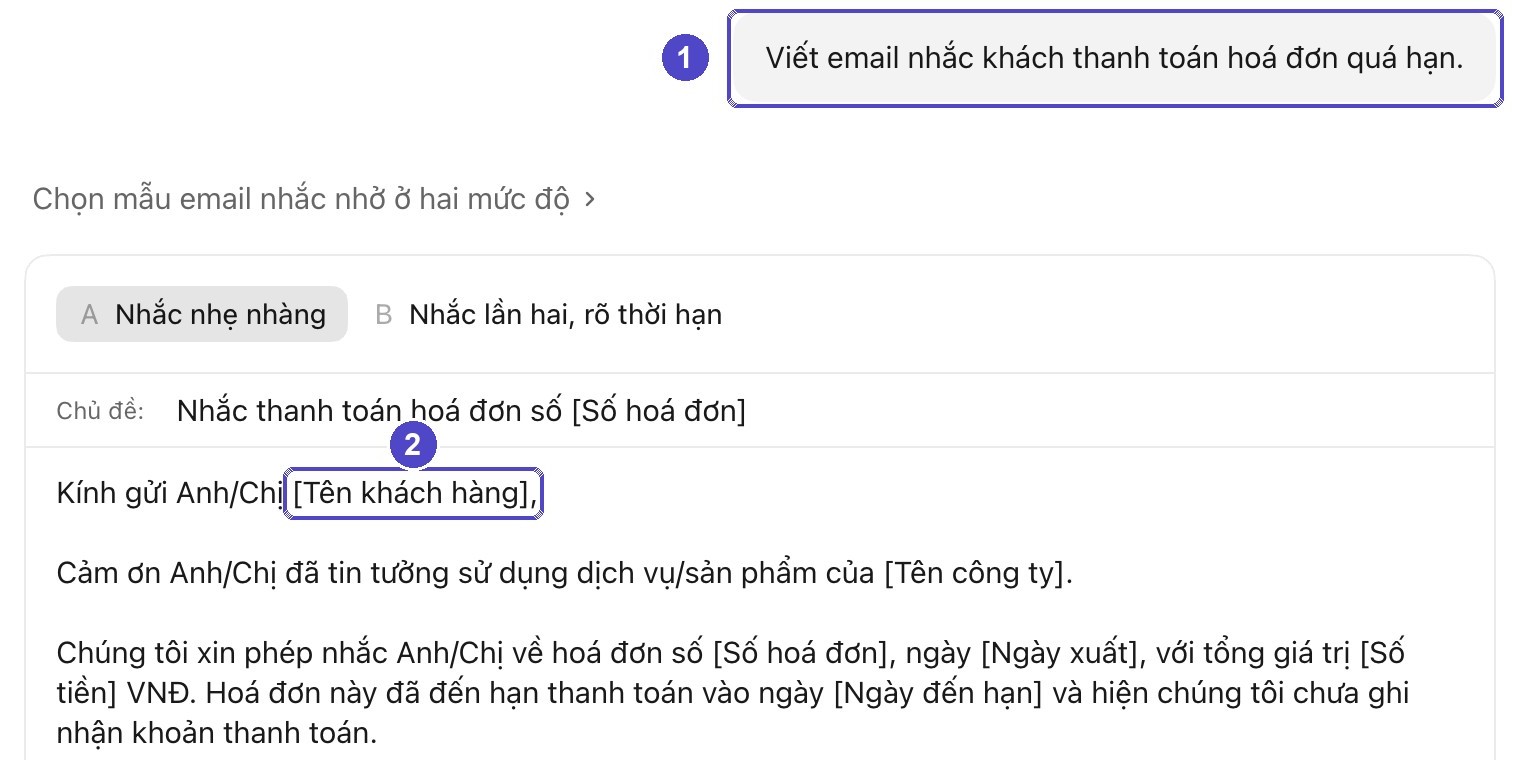 1 Viết email nhắc khách thanh toán hoá đơn quá hạn.
Chọn mẫu email nhắc nhở ở hai mức độ >
A Nhắc nhẹ nhàng B Nhắc lần hai, rõ thời hạn
Chủ đề: Nhắc thanh toán hoá đơn số [Số hoá đơn]
2
Kính gửi Anh/Chị [Tên khách hàng],
Cảm ơn Anh/Chị đã tin tưởng sử dụng dịch vụ/sản phẩm của [Tên công ty].
Chúng tôi xin phép nhắc Anh/Chị về hoá đơn số [Số hoá đơn], ngày [Ngày xuất], với tổng giá trị [Số
tiền] VNĐ. Hoá đơn này đã đến hạn thanh toán vào ngày [Ngày đến hạn] và hiện chúng tôi chưa ghi
nhận khoản thanh toán.